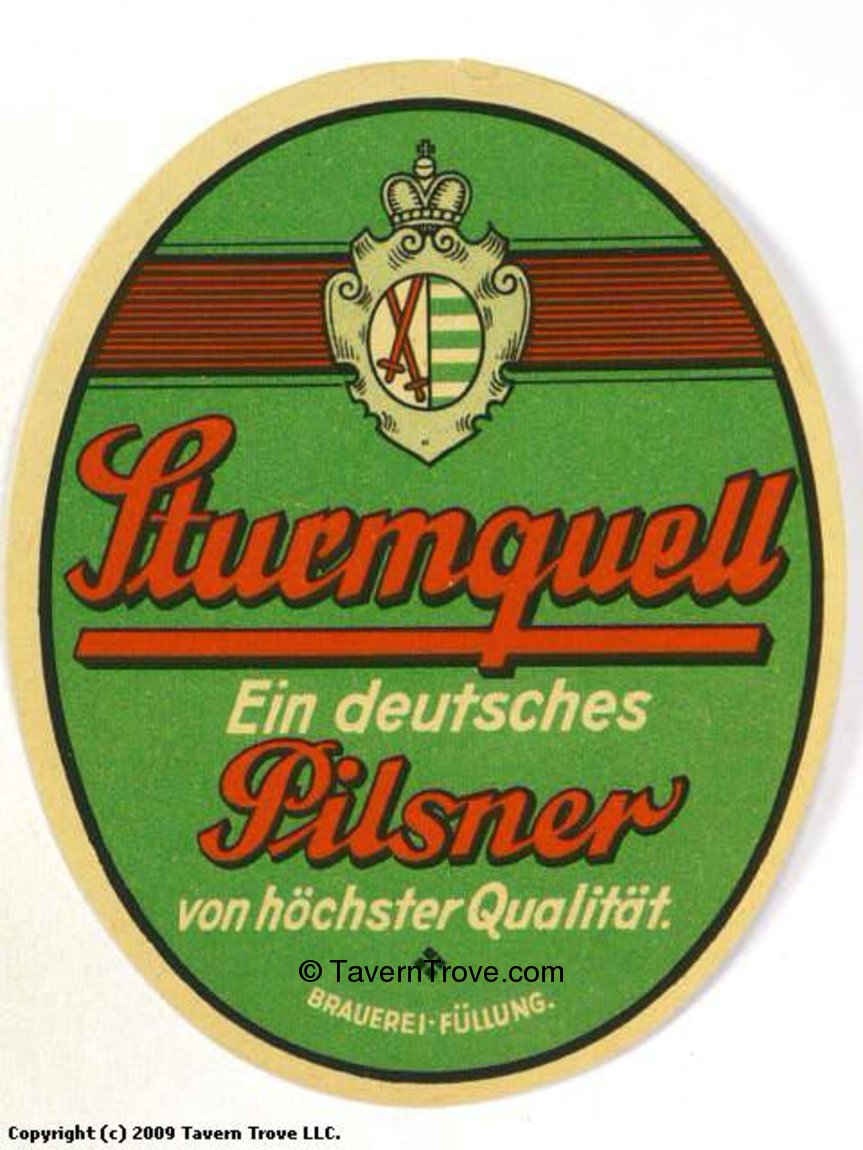 Sturmquell
Ein deutsches
Pilsner
von höchster Qualität.
© TavernTrove.com
BRAUEREI-FÜLLUNG.
Copyright (c) 2009 Tavern Trove LLC.